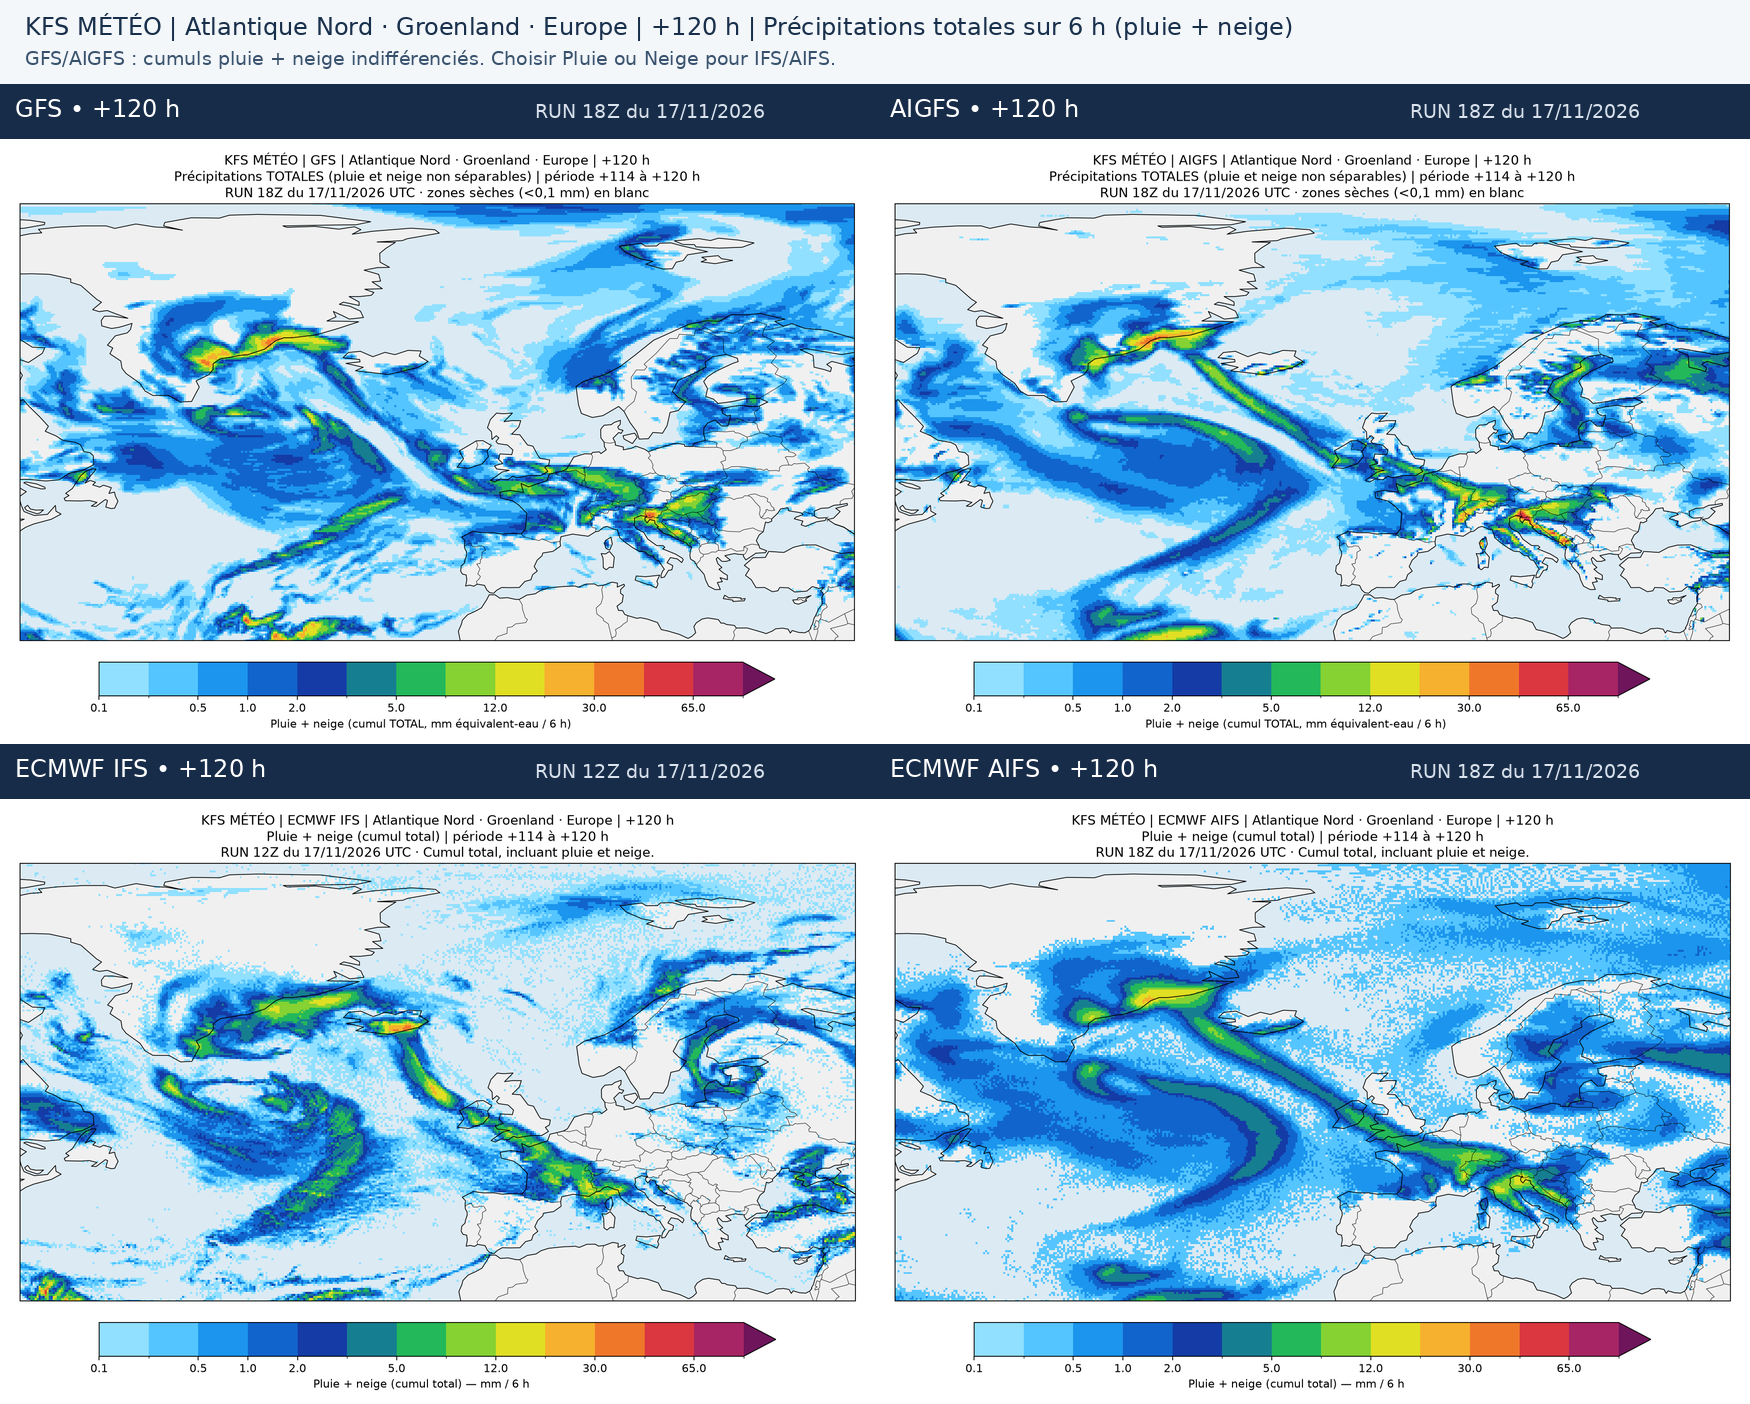 KFS MÉTÉO | Atlantique Nord · Groenland · Europe | +120 h | Précipitations totales sur 6 h (pluie + neige)
GFS/AIGFS : cumuls pluie + neige indifférenciés. Choisir Pluie ou Neige pour IFS/AIFS.
GFS • +120 h RUN 18Z du 17/11/2026
KFS MÉTÉO | GFS | Atlantique Nord · Groenland · Europe | +120 h
Précipitations TOTALES (pluie et neige non séparables) | période +114 à +120 h
RUN 18Z du 17/11/2026 UTC · zones sèches (<0,1 mm) en blanc
0.1 0.5 1.0 2.0 5.0 12.0 30.0 65.0
Pluie + neige (cumul TOTAL, mm équivalent-eau / 6 h)
AIGFS • +120 h RUN 18Z du 17/11/2026
KFS MÉTÉO | AIGFS | Atlantique Nord · Groenland · Europe | +120 h
Précipitations TOTALES (pluie et neige non séparables) | période +114 à +120 h
RUN 18Z du 17/11/2026 UTC · zones sèches (<0,1 mm) en blanc
0.1 0.5 1.0 2.0 5.0 12.0 30.0 65.0
Pluie + neige (cumul TOTAL, mm équivalent-eau / 6 h)
ECMWF IFS • +120 h RUN 12Z du 17/11/2026
KFS MÉTÉO | ECMWF IFS | Atlantique Nord · Groenland · Europe | +120 h
Pluie + neige (cumul total) | période +114 à +120 h
RUN 12Z du 17/11/2026 UTC · Cumul total, incluant pluie et neige.
0.1 0.5 1.0 2.0 5.0 12.0 30.0 65.0
Pluie + neige (cumul total) — mm / 6 h
ECMWF AIFS • +120 h RUN 18Z du 17/11/2026
KFS MÉTÉO | ECMWF AIFS | Atlantique Nord · Groenland · Europe | +120 h
Pluie + neige (cumul total) | période +114 à +120 h
RUN 18Z du 17/11/2026 UTC · Cumul total, incluant pluie et neige.
0.1 0.5 1.0 2.0 5.0 12.0 30.0 65.0
Pluie + neige (cumul total) — mm / 6 h